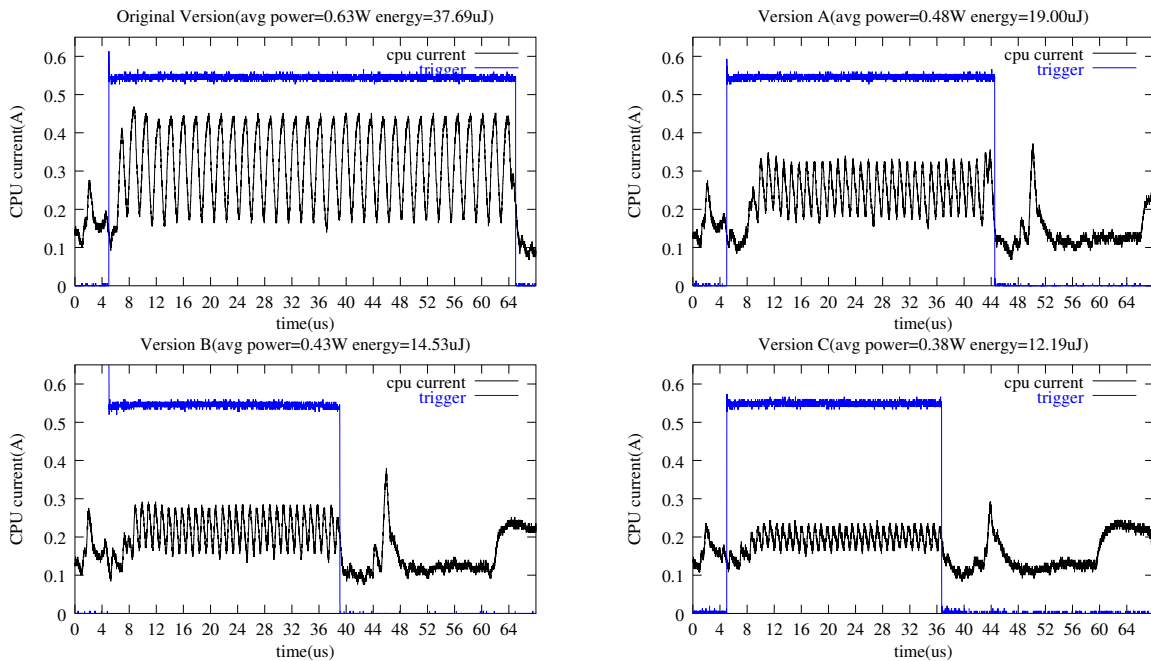 Original Version(avg power=0.63W energy=37.69uJ)
0.6
0.5
0.4
0.3
0.2
0.1
0
CPU current(A)
cpu current
trigger
0 4 8 12 16 20 24 28 32 36 40 44 48 52 56 60 64
time(us)
Version A(avg power=0.48W energy=19.00uJ)
0.6
0.5
0.4
0.3
0.2
0.1
0
CPU current(A)
cpu current
trigger
0 4 8 12 16 20 24 28 32 36 40 44 48 52 56 60 64
time(us)
Version B(avg power=0.43W energy=14.53uJ)
0.6
0.5
0.4
0.3
0.2
0.1
0
CPU current(A)
cpu current
trigger
0 4 8 12 16 20 24 28 32 36 40 44 48 52 56 60 64
time(us)
Version C(avg power=0.38W energy=12.19uJ)
0.6
0.5
0.4
0.3
0.2
0.1
0
CPU current(A)
cpu current
trigger
0 4 8 12 16 20 24 28 32 36 40 44 48 52 56 60 64
time(us)